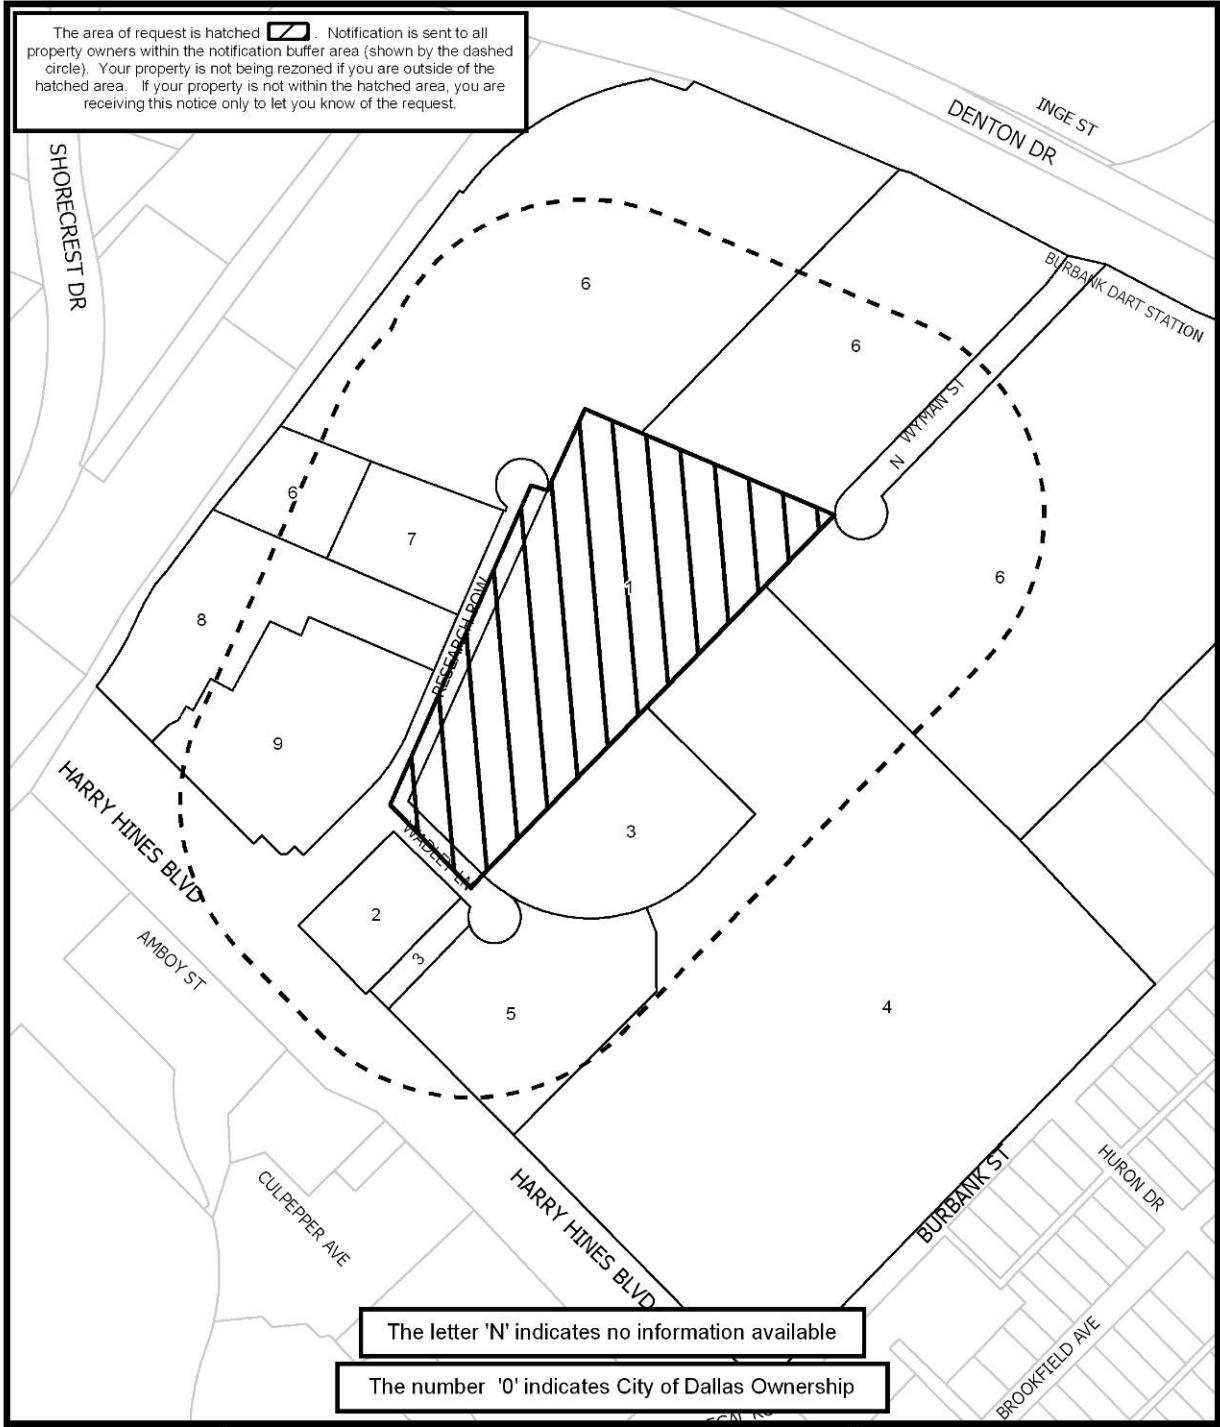 The area of request is hatched . Notification is sent to all
property owners within the notification buffer area (shown by the dashed
circle). Your property is not being rezoned if you are outside of the
hatched area. If your property is not within the hatched area, you are
receiving this notice only to let you know of the request.
INGE ST
DENTON DR
SHORECREST DR
BURBANK DART STATION
6
6
N WYMAN ST
6
7
1
6
RESEARCH ROW
8
9
HARRY HINES BLVD
WADLEY LN
3
2
AMBOY ST
3
5
4
BURBANK ST
HURON DR
CULPEPPER AVE
HARRY HINES BLVD
BROOKFIELD AVE
The letter 'N' indicates no information available
The number '0' indicates City of Dallas Ownership